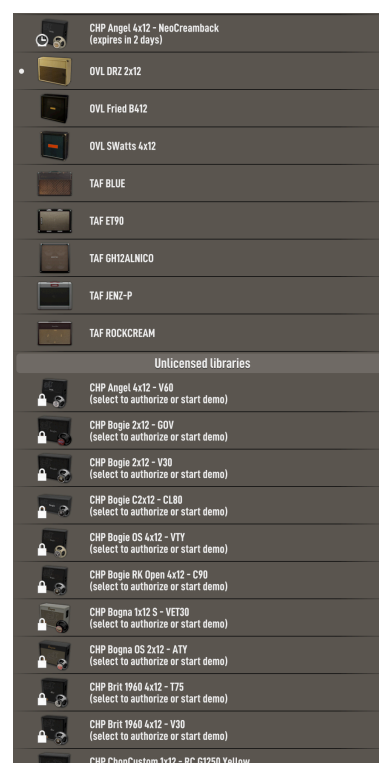 CHP Angel 4x12 - NeoCreamback
(expires in 2 days)
OVL DRZ 2x12
OVL Fried B412
OVL SWatts 4x12
TAF BLUE
TAF ET90
TAF GH12ALNICO
TAF JENZ-P
TAF ROCKCREAM
Unlicensed libraries
CHP Angel 4x12 - V60
(select to authorize or start demo)
CHP Bogie 2x12 - GOV
(select to authorize or start demo)
CHP Bogie 2x12 - V30
(select to authorize or start demo)
CHP Bogie C2x12 - CL80
(select to authorize or start demo)
CHP Bogie OS 4x12 - VTY
(select to authorize or start demo)
CHP Bogie RK Open 4x12 - C90
(select to authorize or start demo)
CHP Bogna 1x12 S - VET30
(select to authorize or start demo)
CHP Bogna OS 2x12 - ATY
(select to authorize or start demo)
CHP Brit 1960 4x12 - T75
(select to authorize or start demo)
CHP Brit 1960 4x12 - V30
(select to authorize or start demo)
CHP ChopCustom 1x12 - RC G1250 Yellow